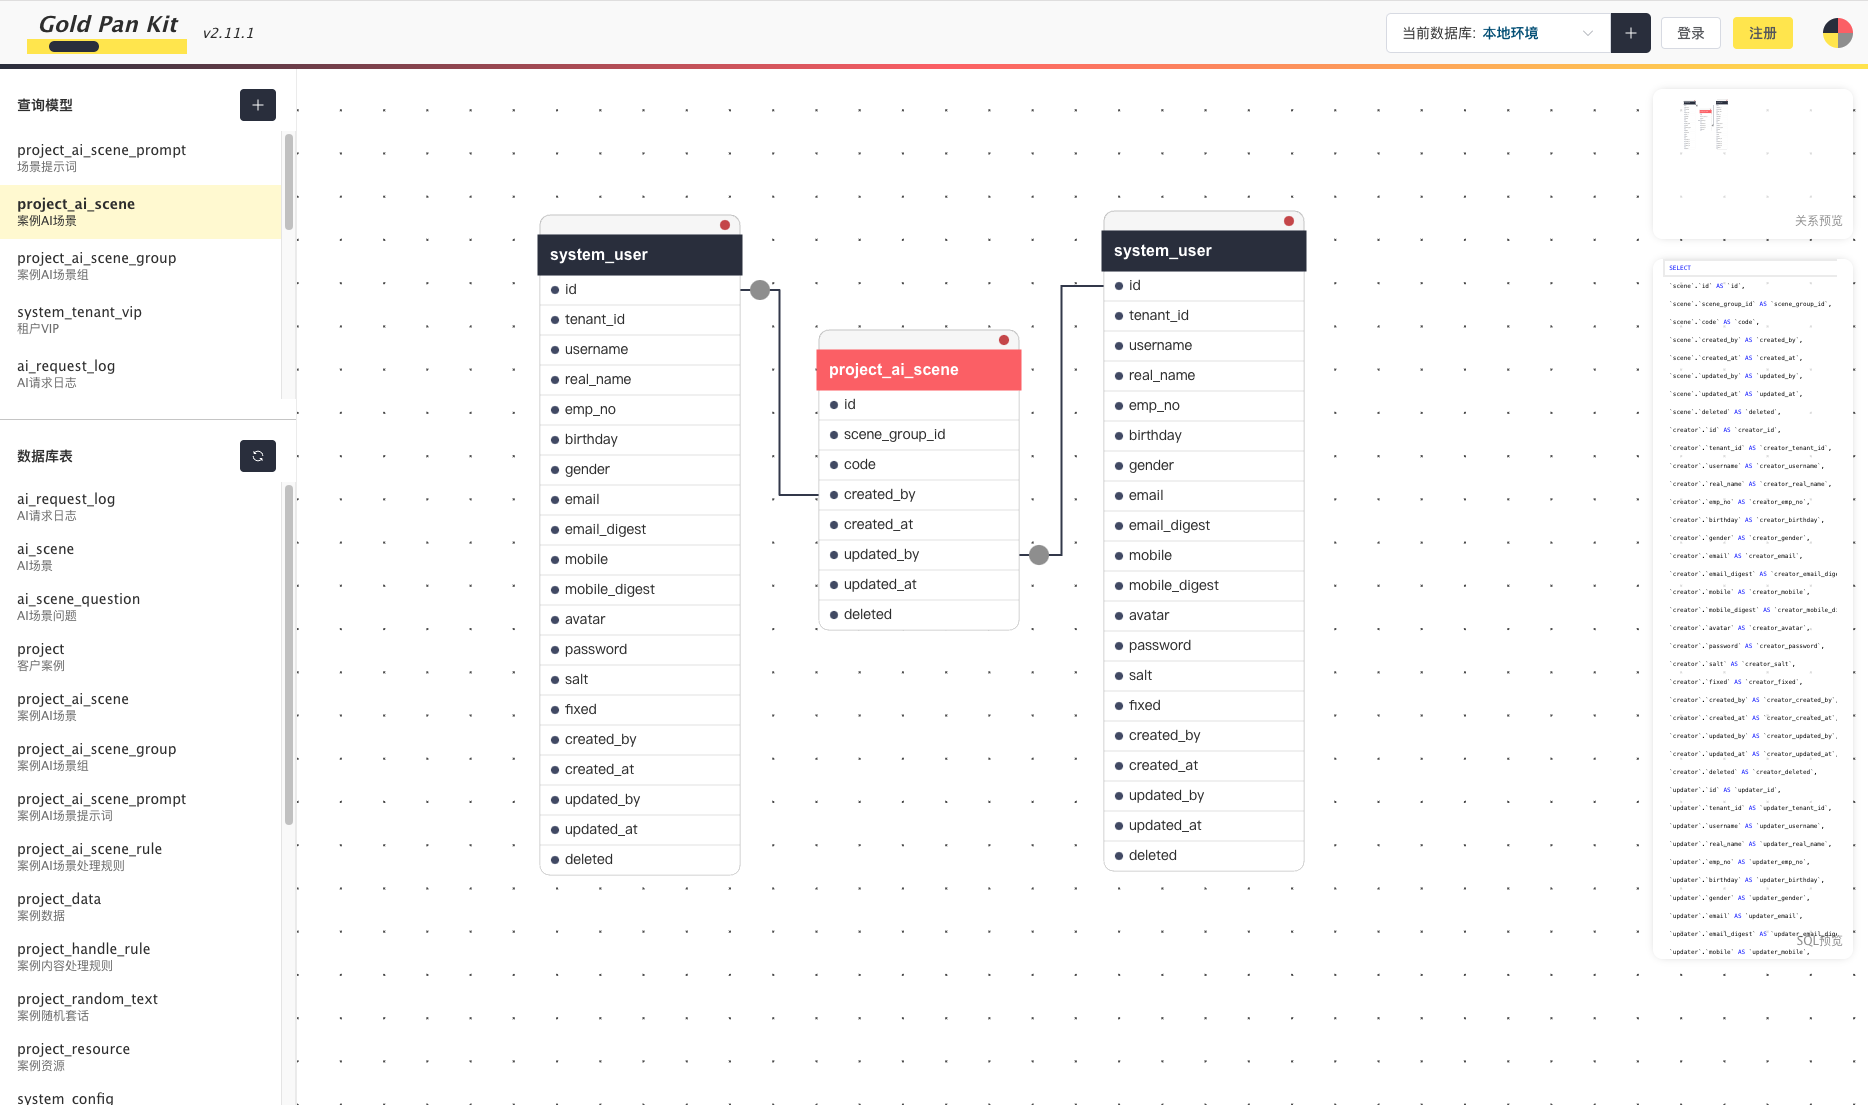 Gold Pan Kit
v2.11.1
当前数据库: 本地环境
登录
注册
查询模型
project_ai_scene_prompt
场景提示词
project_ai_scene
案例AI场景
project_ai_scene_group
案例AI场景组
system_tenant_vip
租户VIP
ai_request_log
AI请求日志
数据库表
ai_request_log
AI请求日志
ai_scene
AI场景
ai_scene_question
AI场景问题
project
客户案例
project_ai_scene
案例AI场景
project_ai_scene_group
案例AI场景组
project_ai_scene_prompt
案例AI场景提示词
project_ai_scene_rule
案例AI场景处理规则
project_data
案例数据
project_handle_rule
案例内容处理规则
project_random_text
案例随机套话
project_resource
案例资源
system_config
system_user
id
tenant_id
username
real_name
emp_no
birthday
gender
email
email_digest
mobile
mobile_digest
avatar
password
salt
fixed
created_by
created_at
updated_by
updated_at
deleted
project_ai_scene
id
scene_group_id
code
created_by
created_at
updated_by
updated_at
deleted
system_user
id
tenant_id
username
real_name
emp_no
birthday
gender
email
email_digest
mobile
mobile_digest
avatar
password
salt
fixed
created_by
created_at
updated_by
updated_at
deleted
关系预览
SELECT
`scene`.`id` AS `id`,
`scene`.`scene_group_id` AS `scene_group_id`,
`scene`.`code` AS `code`,
`scene`.`created_by` AS `created_by`,
`scene`.`created_at` AS `created_at`,
`scene`.`updated_by` AS `updated_by`,
`scene`.`updated_at` AS `updated_at`,
`scene`.`deleted` AS `deleted`,
`creator`.`id` AS `creator_id`,
`creator`.`tenant_id` AS `creator_tenant_id`,
`creator`.`username` AS `creator_username`,
`creator`.`real_name` AS `creator_real_name`,
`creator`.`emp_no` AS `creator_emp_no`,
`creator`.`birthday` AS `creator_birthday`,
`creator`.`gender` AS `creator_gender`,
`creator`.`email` AS `creator_email`,
`creator`.`email_digest` AS `creator_email_dige
`creator`.`mobile` AS `creator_mobile`,
`creator`.`mobile_digest` AS `creator_mobile_d
`creator`.`avatar` AS `creator_avatar`,
`creator`.`password` AS `creator_password`,
`creator`.`salt` AS `creator_salt`,
`creator`.`fixed` AS `creator_fixed`,
`creator`.`created_by` AS `creator_created_by`,
`creator`.`created_at` AS `creator_created_at`,
`creator`.`updated_by` AS `creator_updated_by`,
`creator`.`updated_at` AS `creator_updated_at`,
`creator`.`deleted` AS `creator_deleted`,
`updater`.`id` AS `updater_id`,
`updater`.`tenant_id` AS `updater_tenant_id`,
`updater`.`username` AS `updater_username`,
`updater`.`real_name` AS `updater_real_name`,
`updater`.`emp_no` AS `updater_emp_no`,
`updater`.`birthday` AS `updater_birthday`,
`updater`.`gender` AS `updater_gender`,
`updater`.`email` AS `updater_email`,
`updater`.`email_digest` AS `updater_email_dige
SQL预览
`updater`.`mobile` AS `updater_mobile`,